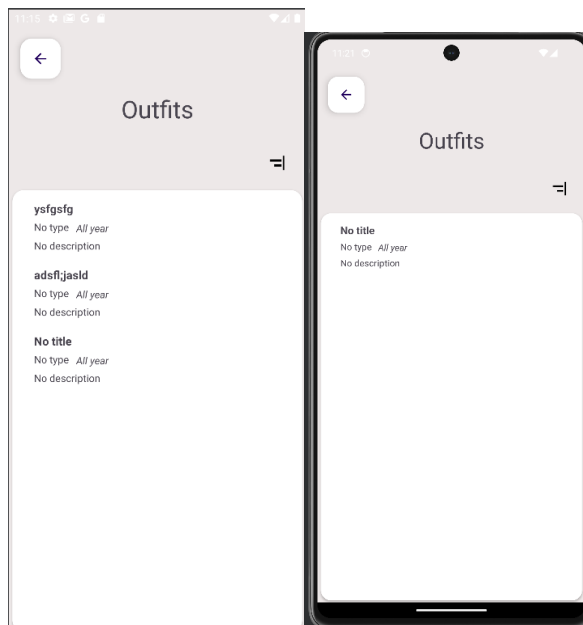 11:15 G
Outfits
ysfgsfg
No type All year
No description
adsfl;jasld
No type All year
No description
No title
No type All year
No description
11:21
Outfits
No title
No type All year
No description